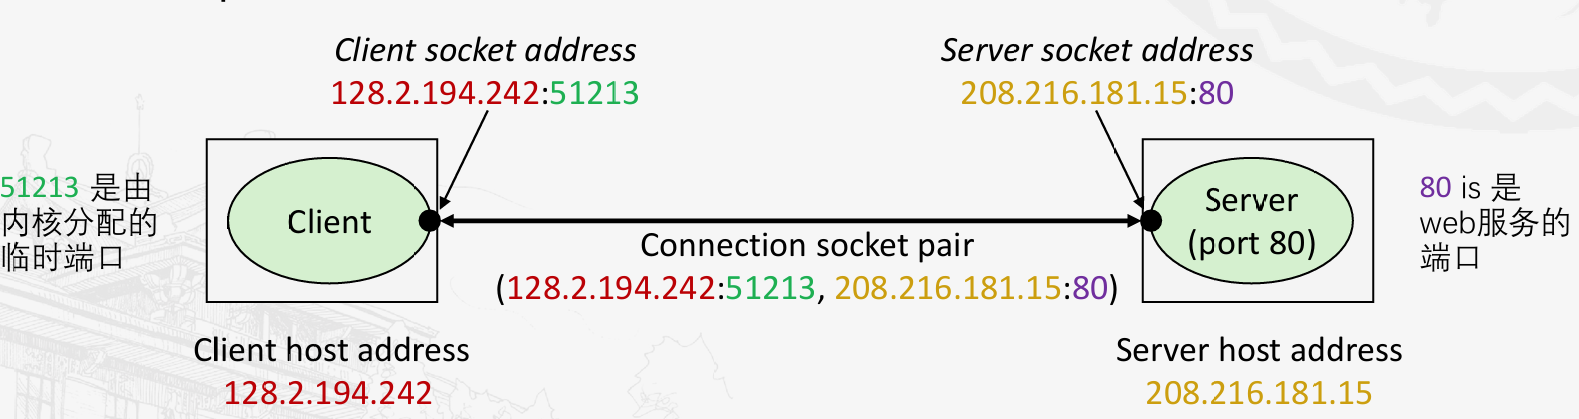 Client socket address
128.2.194.242:51213
Server socket address
208.216.181.15:80
51213 是由
内核分配的
临时端口
Client
Server
(port 80)
80 is 是
web服务的
端口
Connection socket pair
(128.2.194.242:51213, 208.216.181.15:80)
Client host address
128.2.194.242
Server host address
208.216.181.15